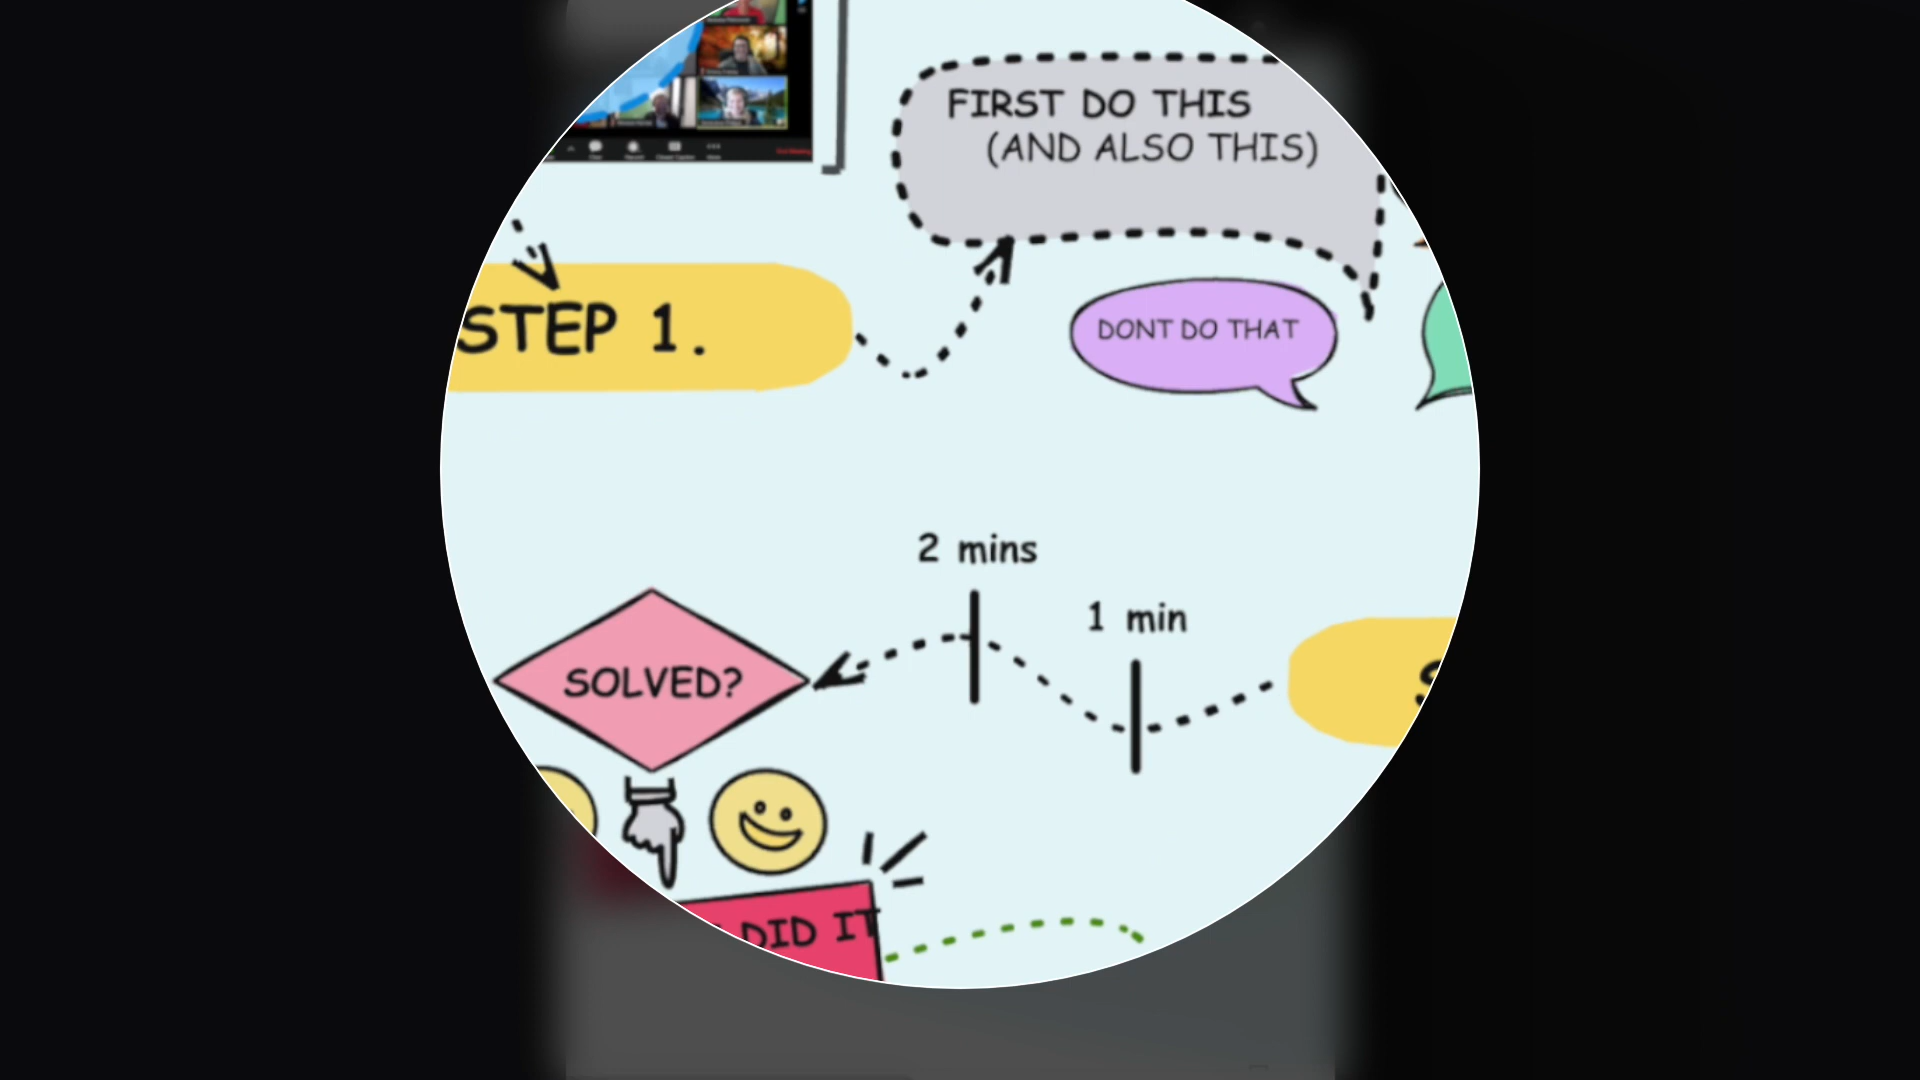 FIRST DO THIS
(AND ALSO THIS)
STEP 1.
DONT DO THAT
2 mins
1 min
SOLVED?
DID IT